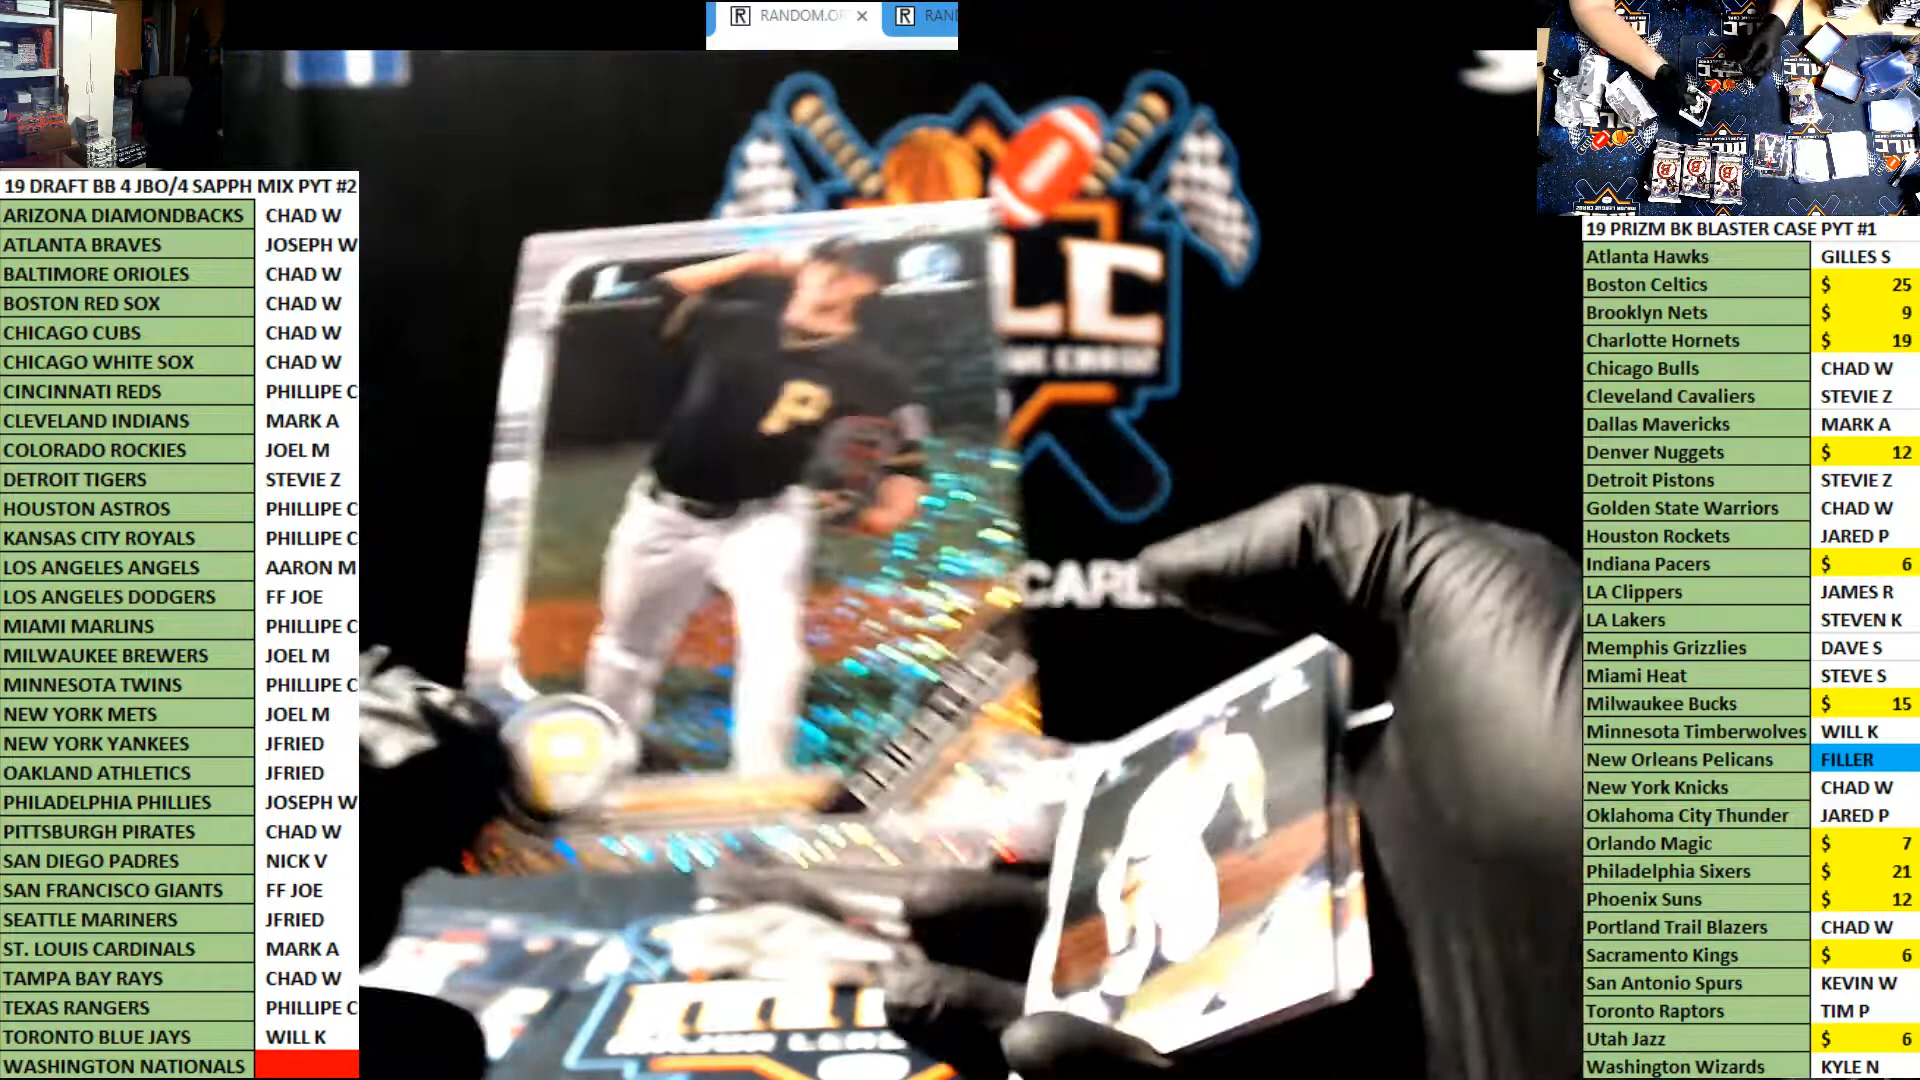 RANDOM.OR
RAND
19 DRAFT BB 4 JBO/4 SAPPH MIX PYT #2
ARIZONA DIAMONDBACKS CHAD W
ATLANTA BRAVES JOSEPH W
BALTIMORE ORIOLES CHAD W
BOSTON RED SOX CHAD W
CHICAGO CUBS CHAD W
CHICAGO WHITE SOX CHAD W
CINCINNATI REDS PHILLIPE C
CLEVELAND INDIANS MARK A
COLORADO ROCKIES JOEL M
DETROIT TIGERS STEVIE Z
HOUSTON ASTROS PHILLIPE C
KANSAS CITY ROYALS PHILLIPE C
LOS ANGELES ANGELS AARON M
LOS ANGELES DODGERS FF JOE
MIAMI MARLINS PHILLIPE C
MILWAUKEE BREWERS JOEL M
MINNESOTA TWINS PHILLIPE C
NEW YORK METS JOEL M
NEW YORK YANKEES JFRIED
OAKLAND ATHLETICS JFRIED
PHILADELPHIA PHILLIES JOSEPH W
PITTSBURGH PIRATES CHAD W
SAN DIEGO PADRES NICK V
SAN FRANCISCO GIANTS FF JOE
SEATTLE MARINERS JFRIED
ST. LOUIS CARDINALS MARK A
TAMPA BAY RAYS CHAD W
TEXAS RANGERS PHILLIPE C
TORONTO BLUE JAYS WILL K
WASHINGTON NATIONALS
P
LC
CARD
19 PRIZM BK BLASTER CASE PYT #1
Atlanta Hawks GILLES S
Boston Celtics $ 25
Brooklyn Nets $ 9
Charlotte Hornets $ 19
Chicago Bulls CHAD W
Cleveland Cavaliers STEVIE Z
Dallas Mavericks MARK A
Denver Nuggets $ 12
Detroit Pistons STEVIE Z
Golden State Warriors CHAD W
Houston Rockets JARED P
Indiana Pacers $ 6
LA Clippers JAMES R
LA Lakers STEVEN K
Memphis Grizzlies DAVE S
Miami Heat STEVE S
Milwaukee Bucks $ 15
Minnesota Timberwolves WILL K
New Orleans Pelicans FILLER
New York Knicks CHAD W
Oklahoma City Thunder JARED P
Orlando Magic $ 7
Philadelphia Sixers $ 21
Phoenix Suns $ 12
Portland Trail Blazers CHAD W
Sacramento Kings $ 6
San Antonio Spurs KEVIN W
Toronto Raptors TIM P
Utah Jazz $ 6
Washington Wizards KYLE N